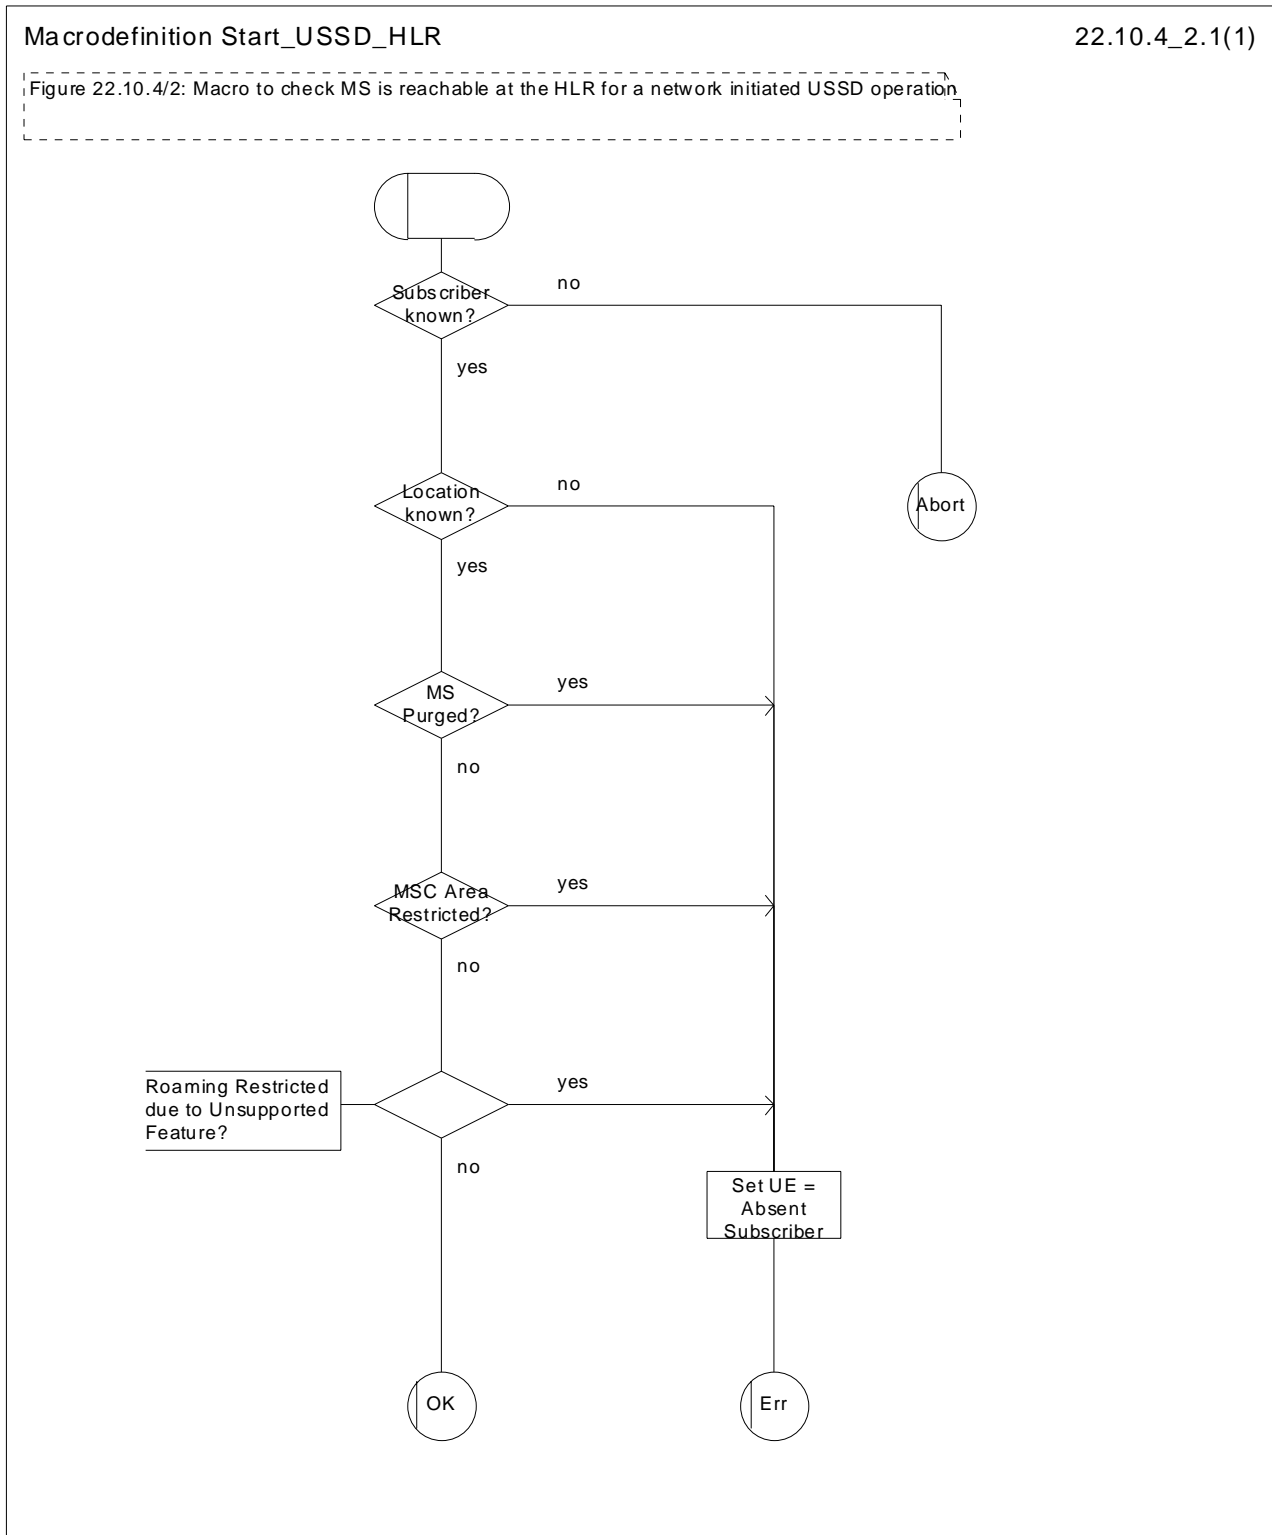 Macrodefinition Start_USSD_HLR
22.10.4_2.1(1)
Figure 22.10.4/2: Macro to check MS is reachable at the HLR for a network initiated USSD operation
Subscriber
known?
no
yes
Location
known?
no
Abort
yes
MS
Purged?
yes
no
MSC Area
Restricted?
yes
no
Roaming Restricted
due to Unsupported
Feature?
yes
no
Set UE =
Absent
Subscriber
OK
Err